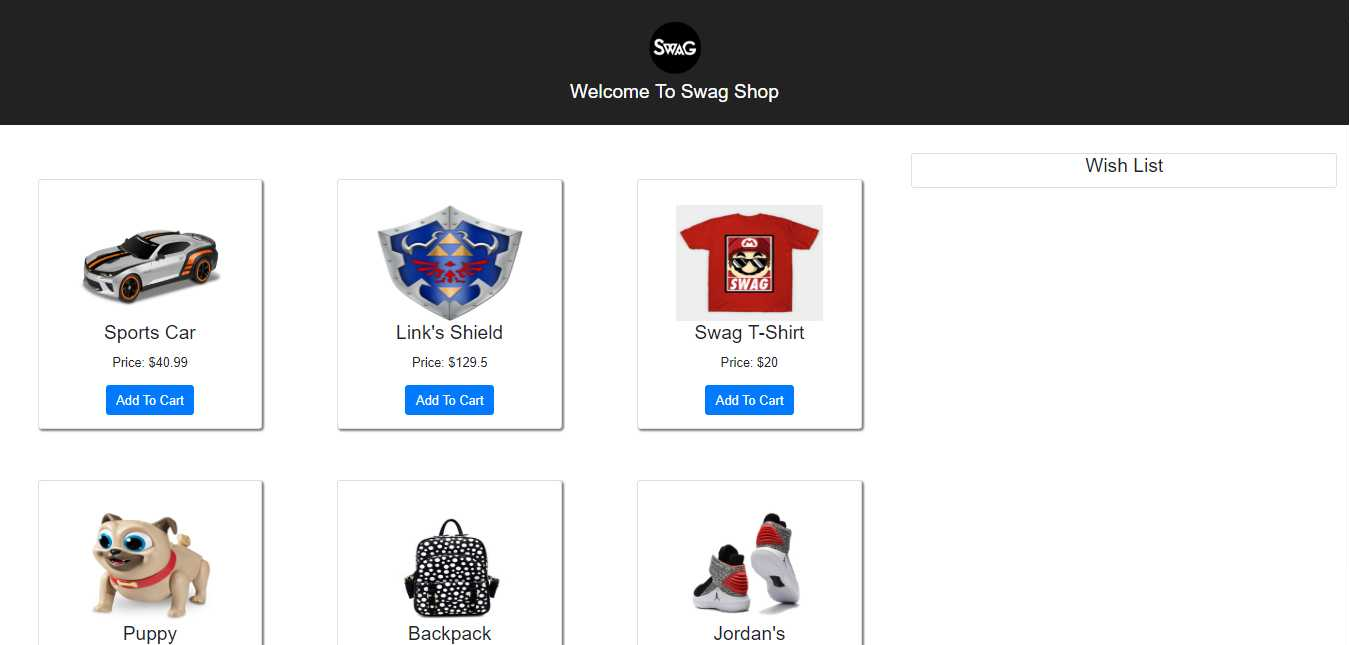 SWAG
Welcome To Swag Shop
Wish List
Sports Car
Price: $40.99
Add To Cart
Link's Shield
Price: $129.5
Add To Cart
M
SWAG
Swag T-Shirt
Price: $20
Add To Cart
Puppy
Backpack
Jordan's